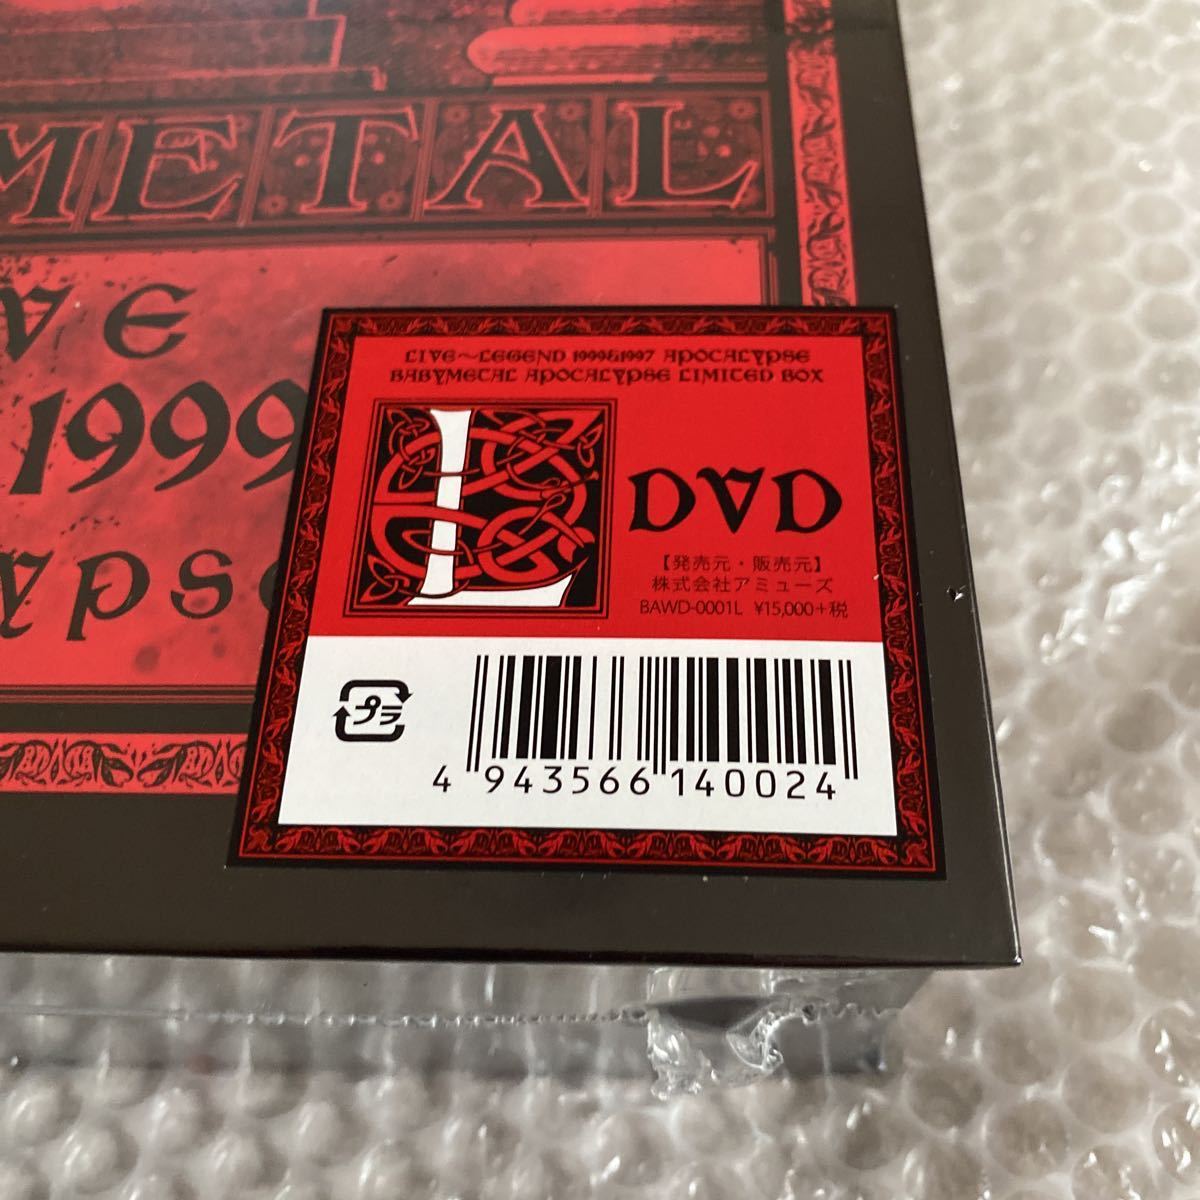 METAL
VE
1999
LYPSE
LIVE~LEGEND 1999&1997 APOCALYPSE
BABYMETAL APOCALYPSE LIMITED BOX
L
DVD
【発売元・販売元】
株式会社アミューズ
BAWD-0001L ¥15,000+税
プラ
4 943566 140024